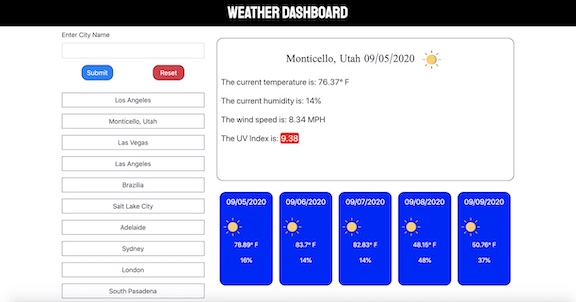 WEATHER DASHBOARD
Enter City Name
Submit Reset
Los Angeles
Monticello, Utah
Las Vegas
Los Angeles
Brazilia
Salt Lake City
Adelaide
Sydney
London
South Pasadena
Monticello, Utah 09/05/2020
The current temperature is: 76.37° F
The current humidity is: 14%
The wind speed is: 8.34 MPH
The UV Index is: 9.38
09/05/2020 09/06/2020 09/07/2020 09/08/2020 09/09/2020
78.89° F 83.7° F 82.83° F 48.15° F 50.76° F
16% 14% 14% 48% 37%